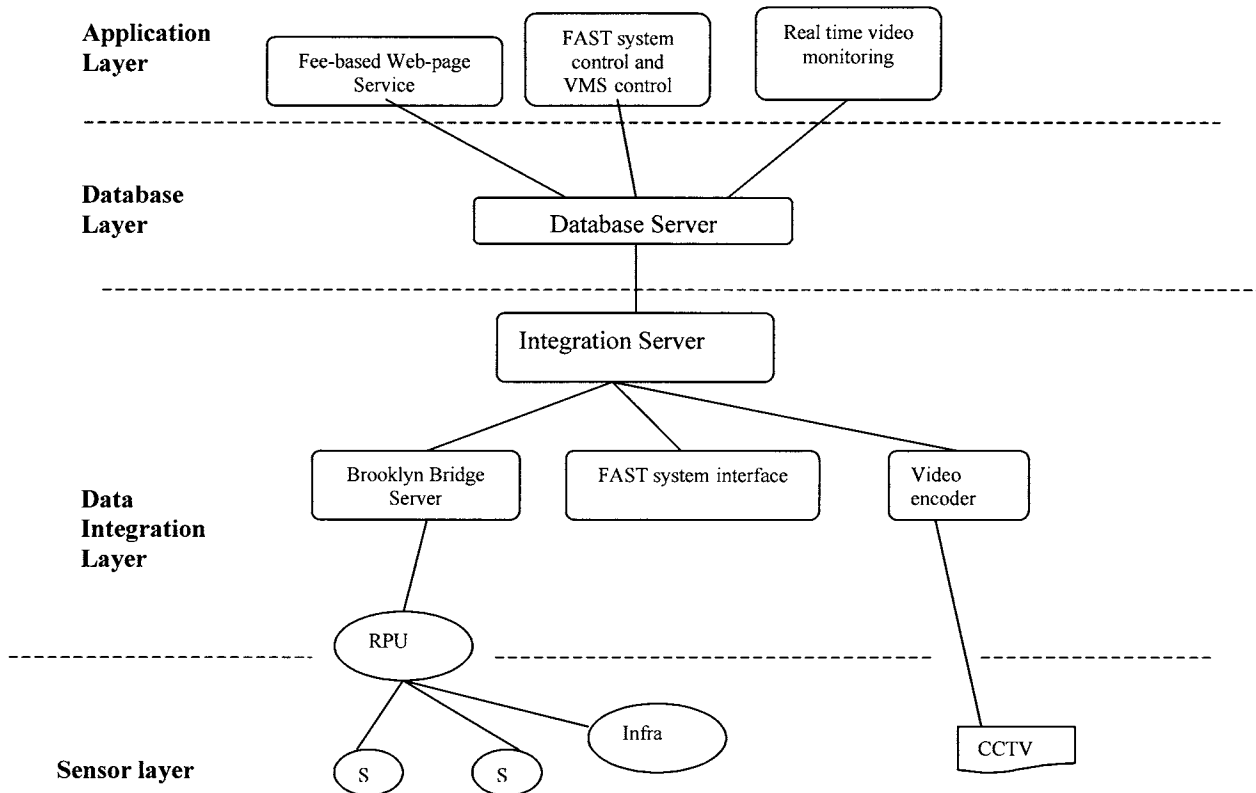 Application
Layer
Fee-based Web-page
Service
FAST system
control and
VMS control
Real time video
monitoring
Database
Layer
Database Server
Integration Server
Data
Integration
Layer
Brooklyn Bridge
Server
FAST system interface
Video
encoder
RPU
Sensor layer
S
S
Infra
CCTV